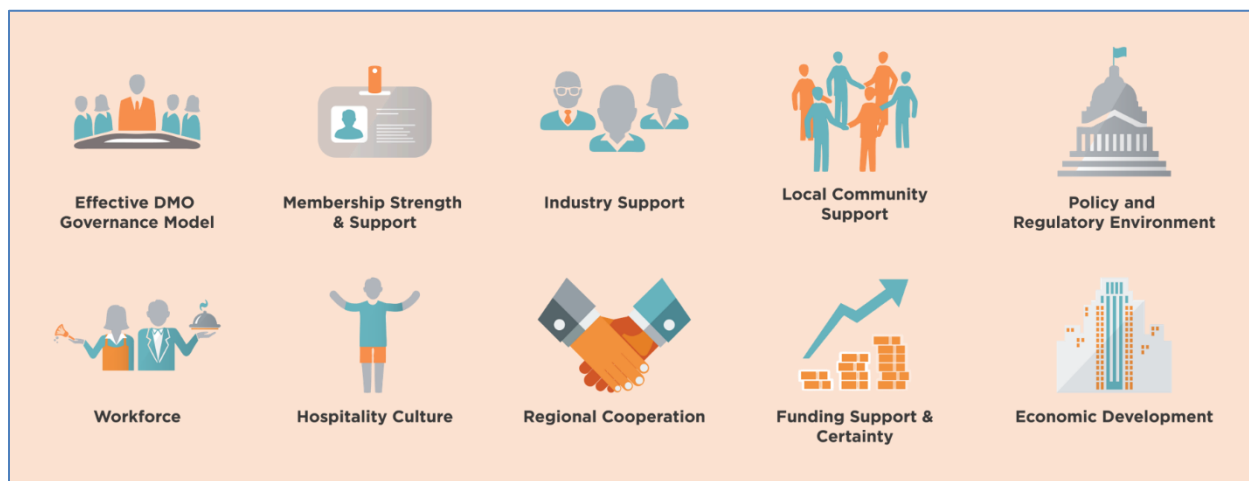 Effective DMO
Governance Model
Membership Strength
& Support
Industry Support
Local Community
Support
Policy and
Regulatory Environment
Workforce
Hospitality Culture
Regional Cooperation
Funding Support &
Certainty
Economic Development